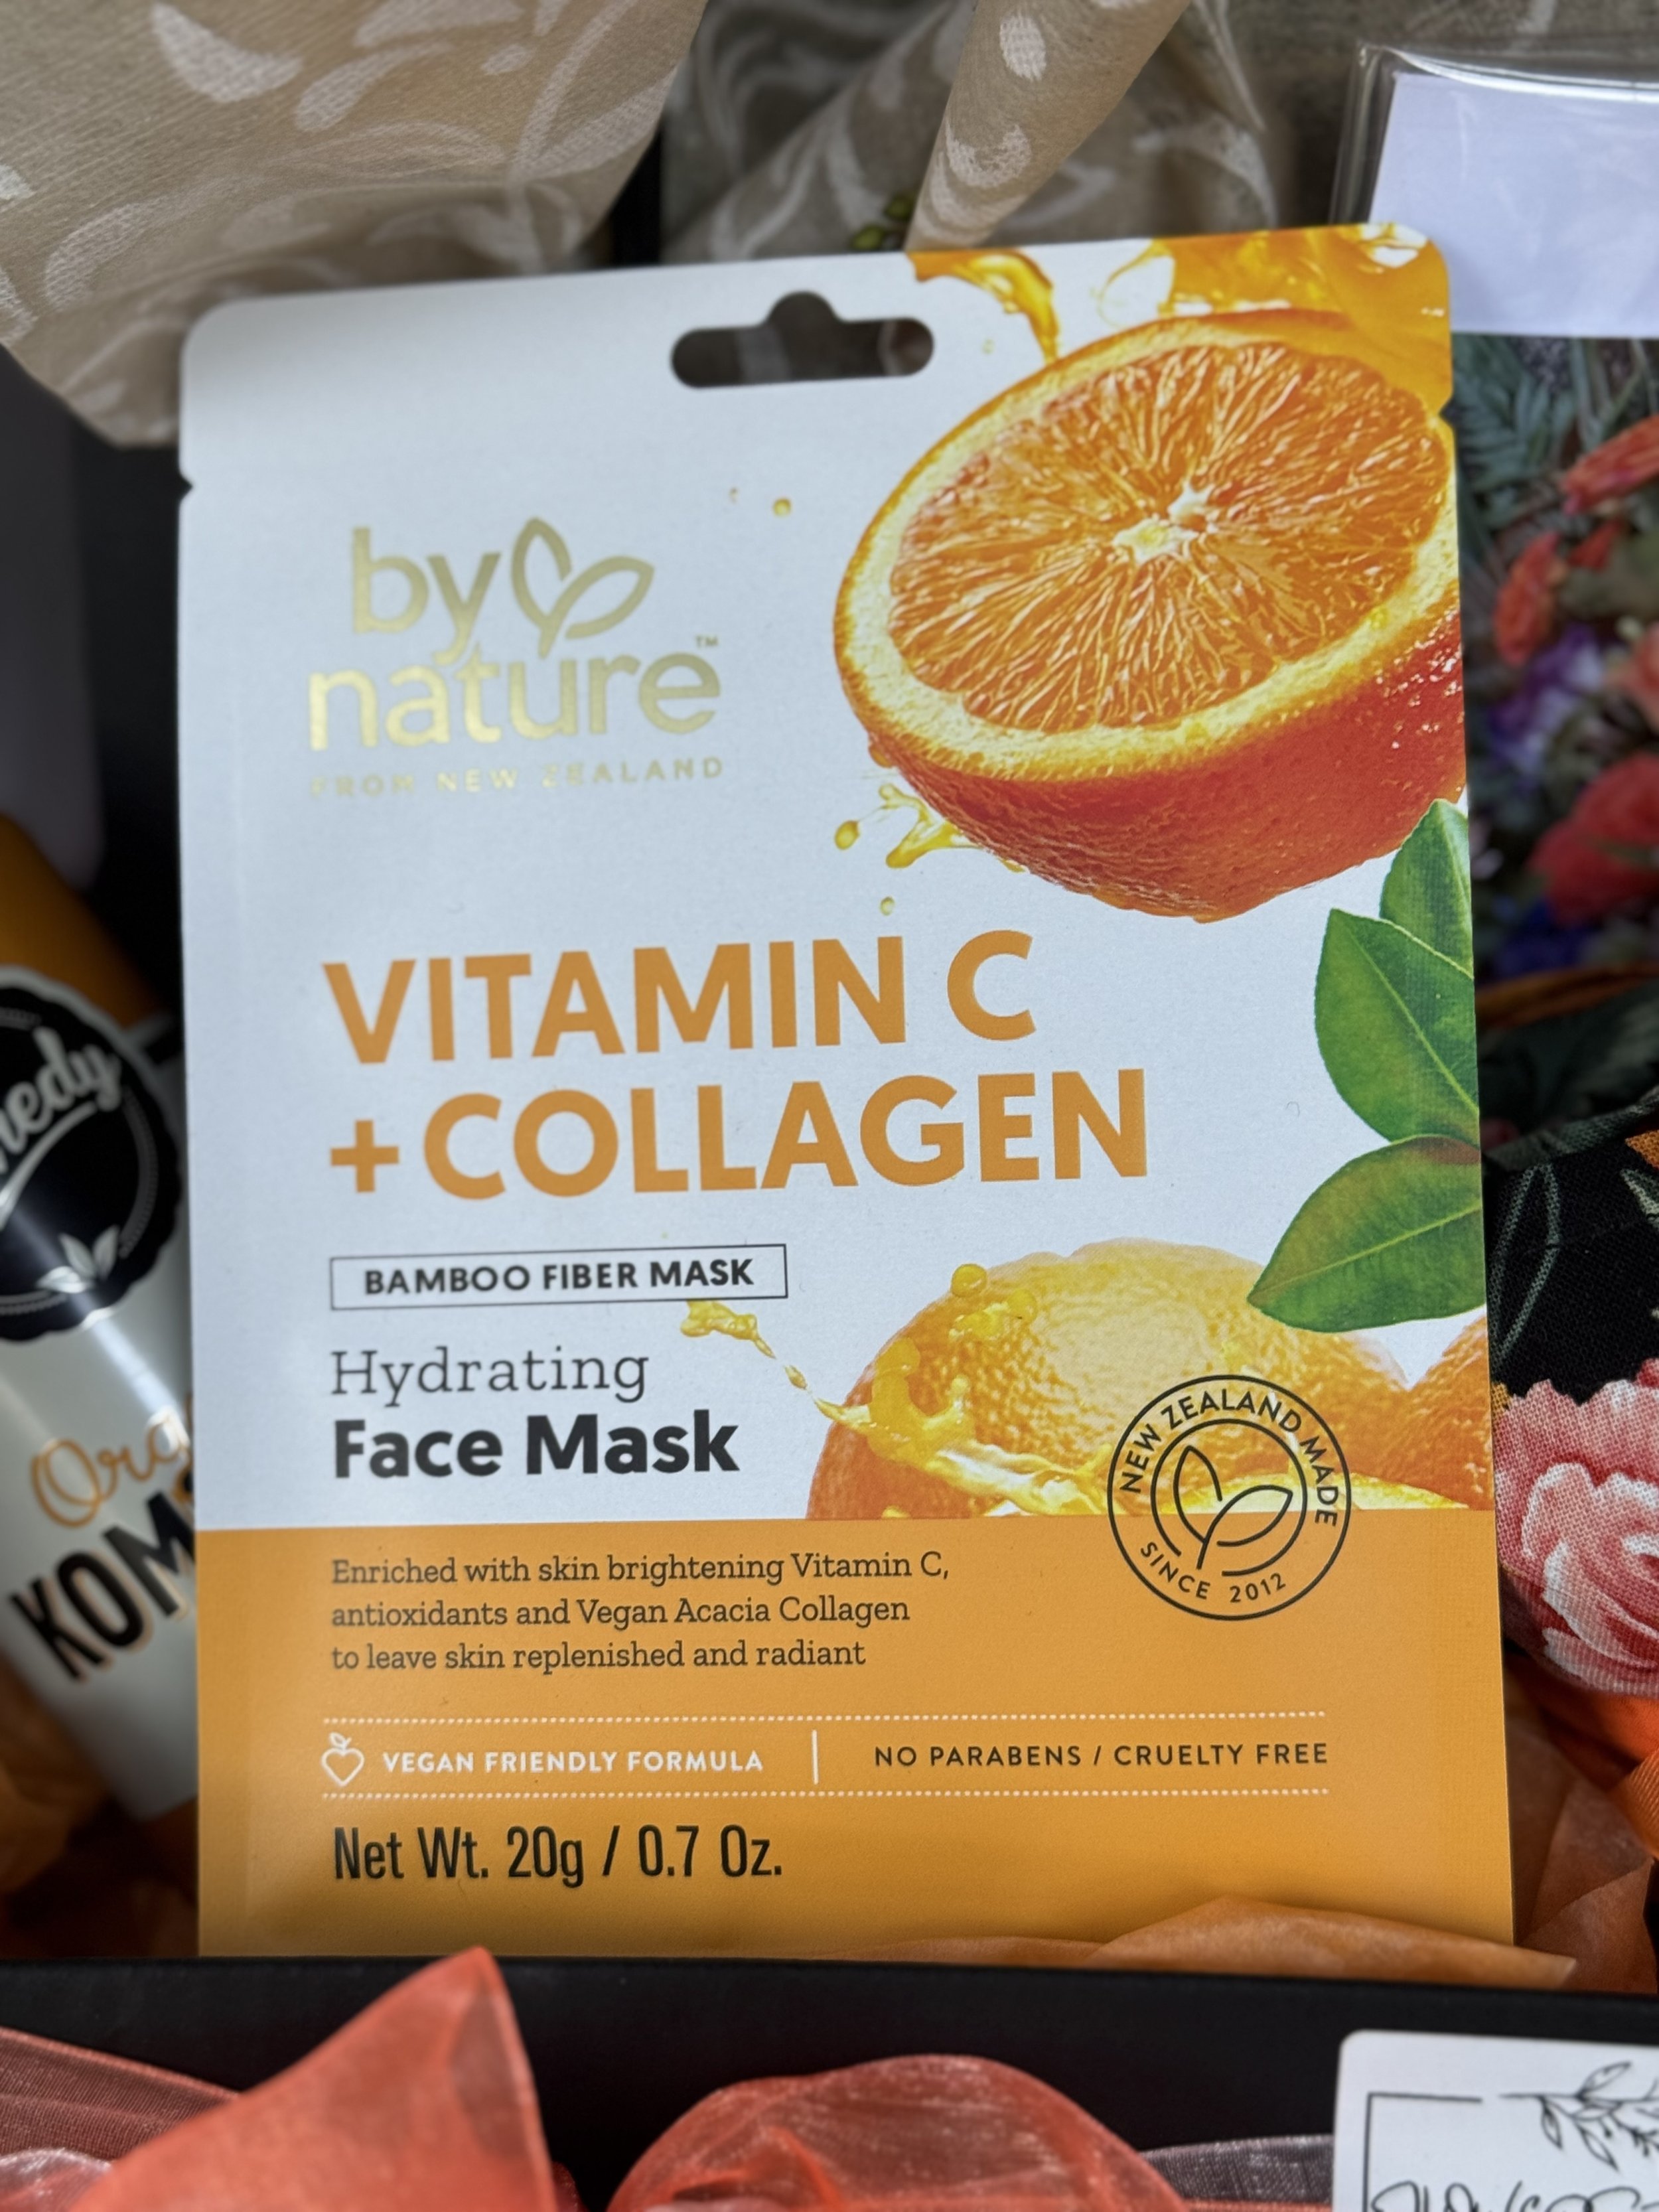 by
nature™
FROM NEW ZEALAND
VITAMIN C
+ COLLAGEN
BAMBOO FIBER MASK
Hydrating
Face Mask
NEW ZEALAND MADE
SINCE 2012
Enriched with skin brightening Vitamin C,
antioxidants and Vegan Acacia Collagen
to leave skin replenished and radiant
VEGAN FRIENDLY FORMULA
NO PARABENS / CRUELTY FREE
Net Wt. 20g / 0.7 Oz.